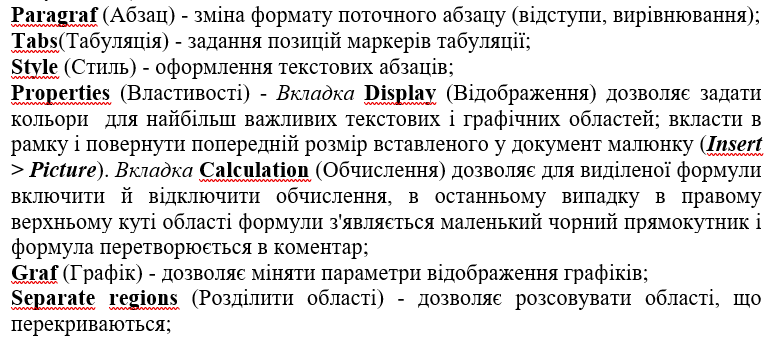 Paragraf (Абзац) - зміна формату поточного абзацу (відступи, вирівнювання);
Tabs(Табуляція) - задання позицій маркерів табуляції;
Style (Стиль) - оформлення текстових абзаців;
Properties (Властивості) - Вкладка Display (Відображення) дозволяє задати
кольори для найбільш важливих текстових і графічних областей; вкласти в
рамку і повернути попередній розмір вставленого у документ малюнку (Insert
> Picture). Вкладка Calculation (Обчислення) дозволяє для виділеної формули
включити й відключити обчислення, в останньому випадку в правому
верхньому куті області формули з'являється маленький чорний прямокутник і
формула перетворюється в коментар;
Graf (Графік) - дозволяє міняти параметри відображення графіків;
Separate regions (Розділити області) - дозволяє розсовувати області, що
перекриваються;